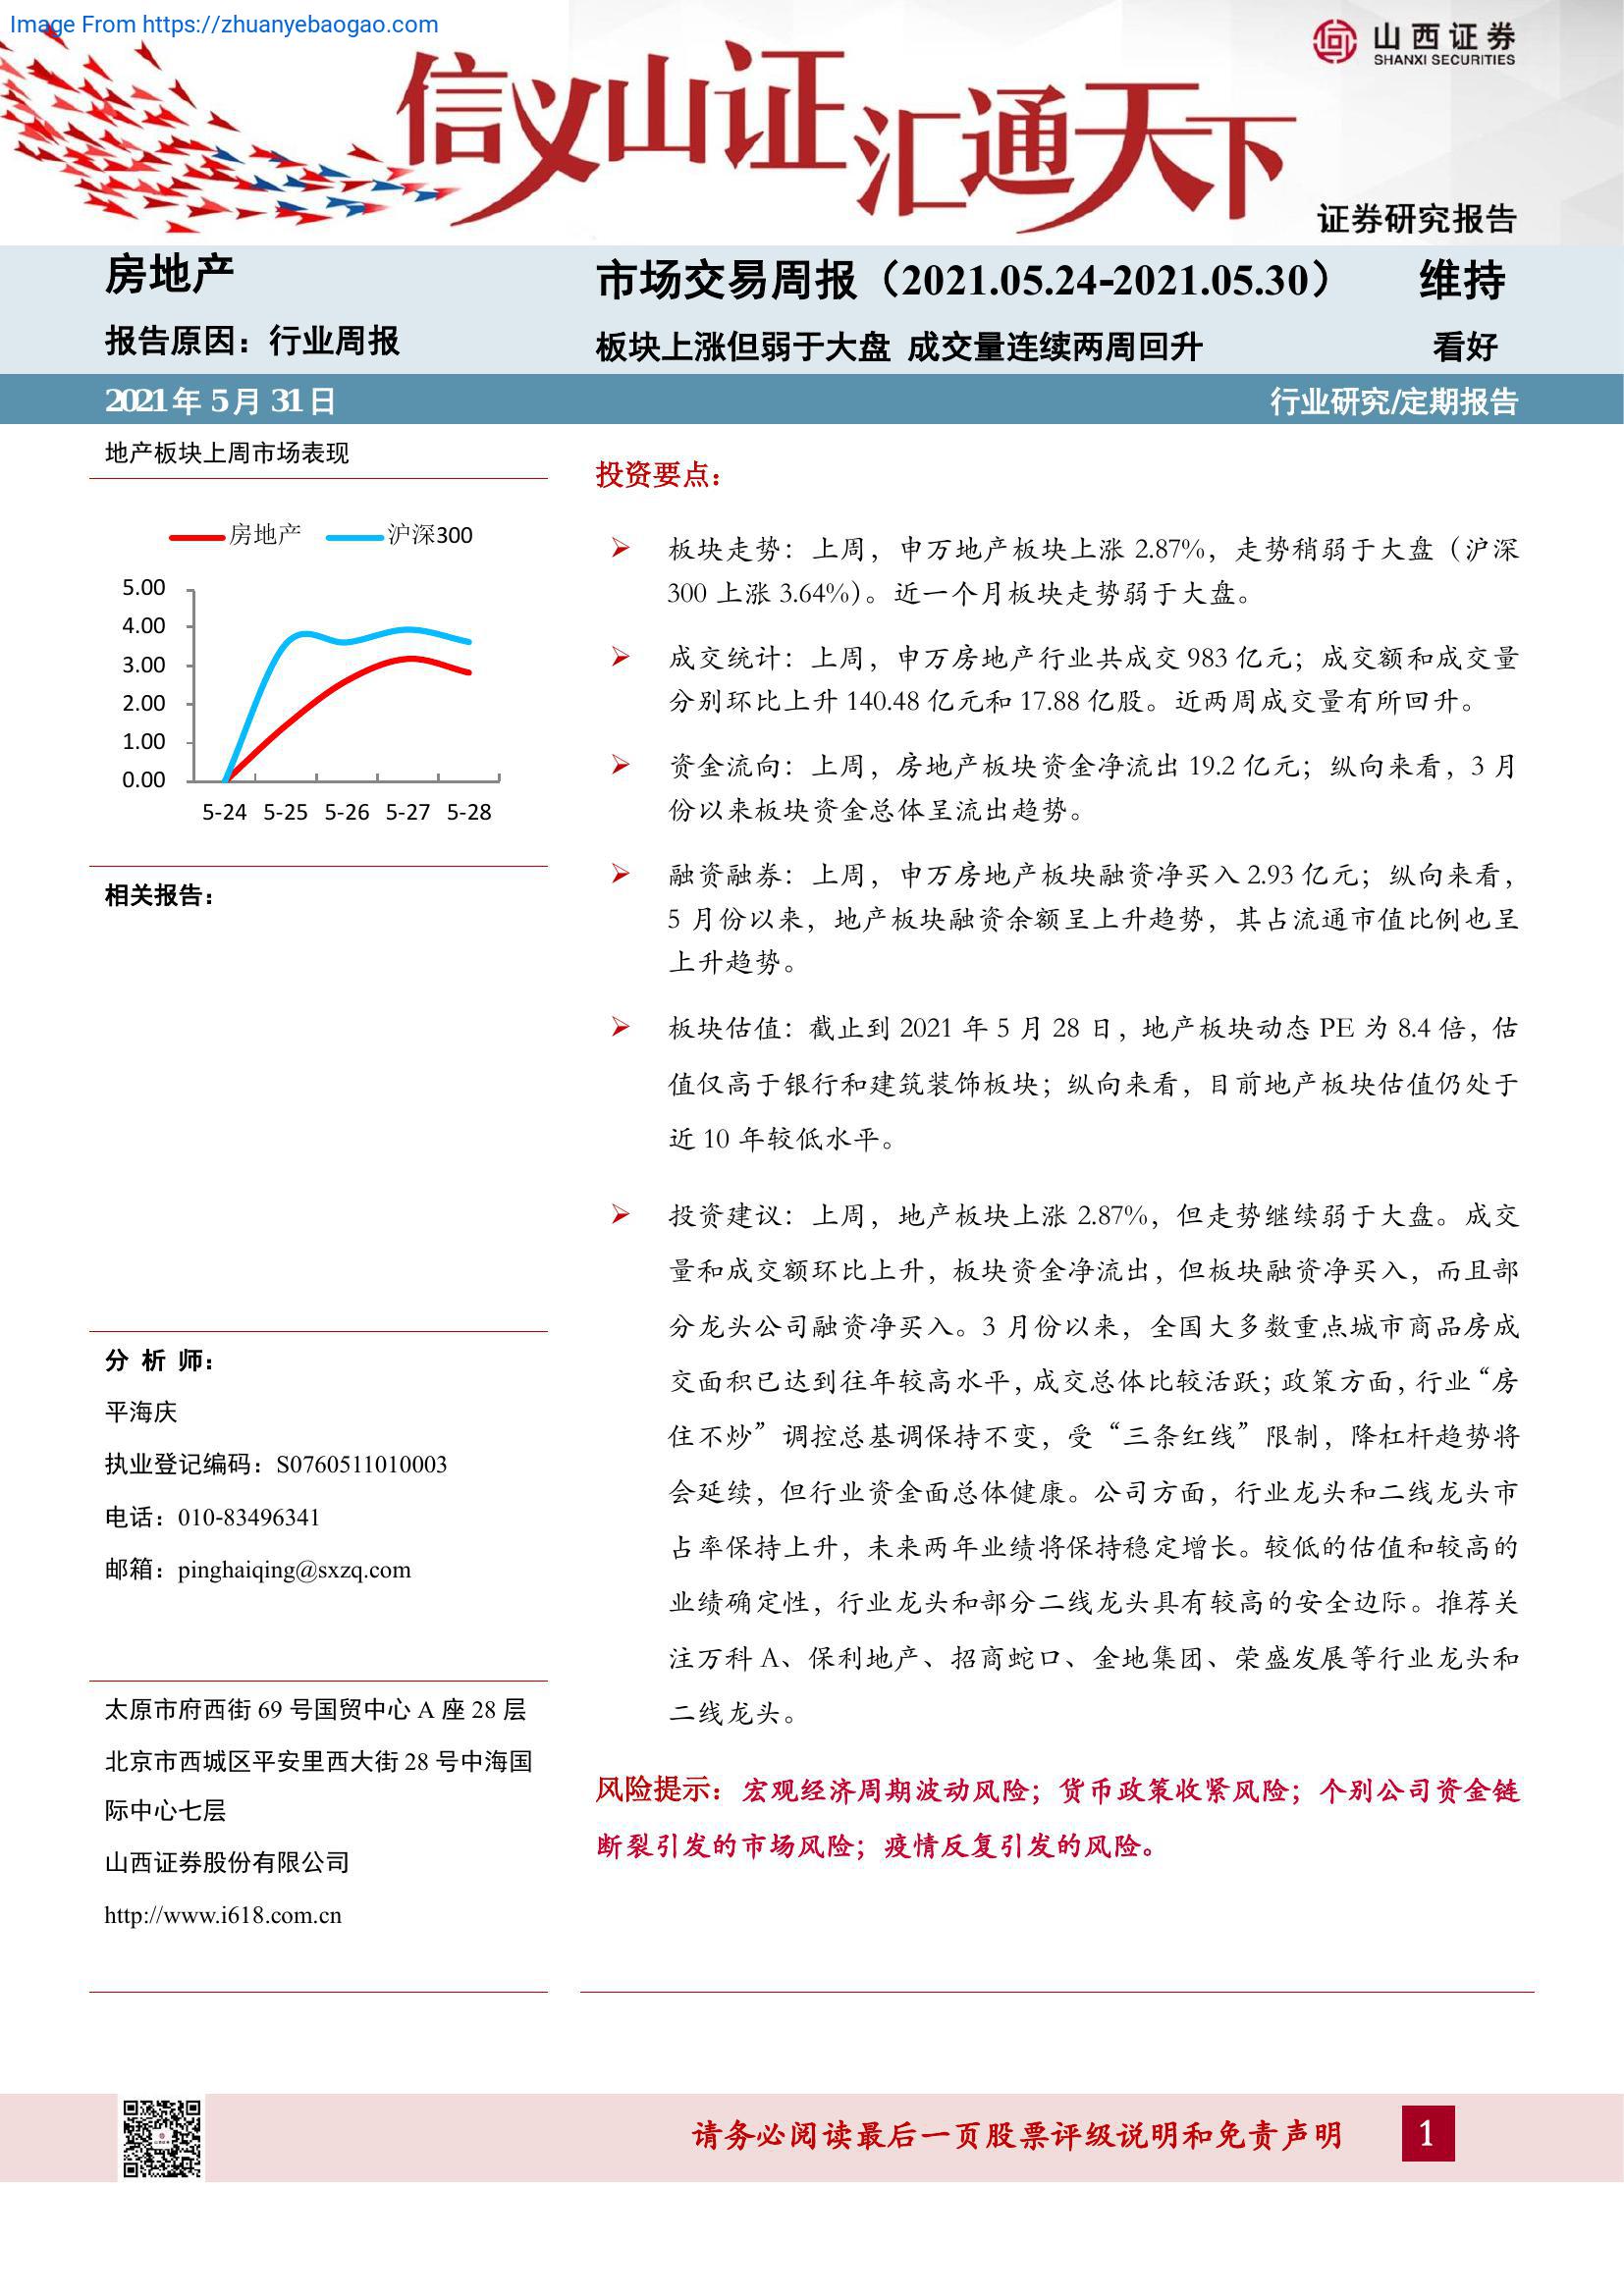 Image From https://zhuanyebaogao.com
山西证券
SHANXI SECURITIES
信义山证汇通天下
证券研究报告
房地产
报告原因：行业周报
市场交易周报（2021.05.24-2021.05.30）
维持
板块上涨但弱于大盘 成交量连续两周回升
看好
2021年5月31日
行业研究/定期报告
地产板块上周市场表现
房地产 沪深300
5.00
4.00
3.00
2.00
1.00
0.00
5-24 5-25 5-26 5-27 5-28
相关报告：
分 析 师：
平海庆
执业登记编码：S0760511010003
电话：010-83496341
邮箱：pinghaiqing@sxzq.com
太原市府西街 69 号国贸中心 A 座 28 层
北京市西城区平安里西大街 28 号中海国
际中心七层
山西证券股份有限公司
http://www.i618.com.cn
投资要点：
板块走势：上周，申万地产板块上涨 2.87%，走势稍弱于大盘（沪深
300 上涨 3.64%）。近一个月板块走势弱于大盘。
成交统计：上周，申万房地产行业共成交 983 亿元；成交额和成交量
分别环比上升 140.48 亿元和 17.88 亿股。近两周成交量有所回升。
资金流向：上周，房地产板块资金净流出 19.2 亿元；纵向来看，3 月
份以来板块资金总体呈流出趋势。
融资融券：上周，申万房地产板块融资净买入 2.93 亿元；纵向来看，
5 月份以来，地产板块融资余额呈上升趋势，其占流通市值比例也呈
上升趋势。
板块估值：截止到 2021 年 5 月 28 日，地产板块动态 PE 为 8.4 倍，估
值仅高于银行和建筑装饰板块；纵向来看，目前地产板块估值仍处于
近 10 年较低水平。
投资建议：上周，地产板块上涨 2.87%，但走势继续弱于大盘。成交
量和成交额环比上升，板块资金净流出，但板块融资净买入，而且部
分龙头公司融资净买入。3 月份以来，全国大多数重点城市商品房成
交面积已达到往年较高水平，成交总体比较活跃；政策方面，行业“房
住不炒”调控总基调保持不变，受“三条红线”限制，降杠杆趋势将
会延续，但行业资金面总体健康。公司方面，行业龙头和二线龙头市
占率保持上升，未来两年业绩将保持稳定增长。较低的估值和较高的
业绩确定性，行业龙头和部分二线龙头具有较高的安全边际。推荐关
注万科 A、保利地产、招商蛇口、金地集团、荣盛发展等行业龙头和
二线龙头。
风险提示：宏观经济周期波动风险；货币政策收紧风险；个别公司资金链
断裂引发的市场风险；疫情反复引发的风险。
请务必阅读最后一页股票评级说明和免责声明
1